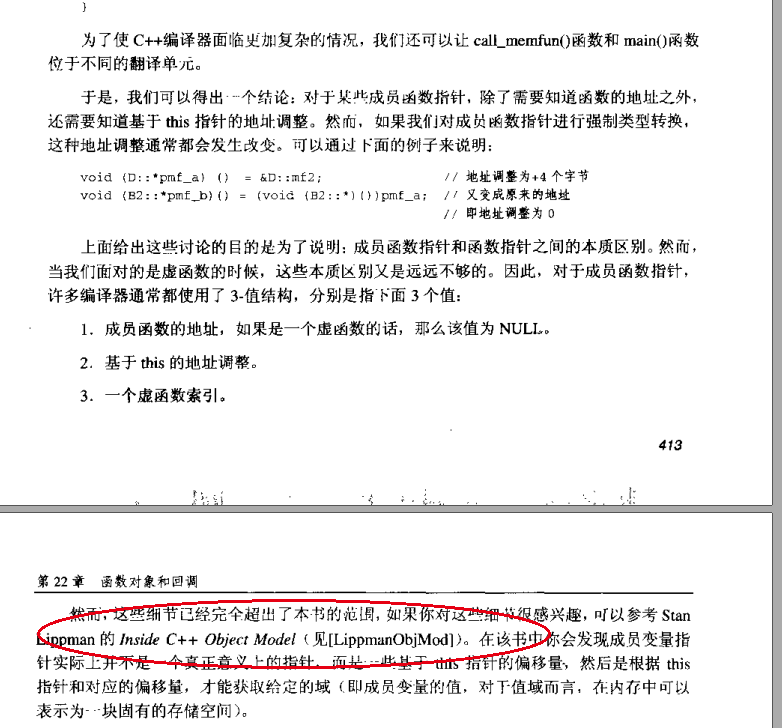 }
为了使 C++编译器面临更加复杂的情况，我们还可以让 call_memfun()函数和 main()函数
位于不同的翻译单元。
于是，我们可以得出一个结论：对于某些成员函数指针，除了需要知道函数的地址之外，
还需要知道基于 this 指针的地址调整。然而，如果我们对成员函数指针进行强制类型转换，
这种地址调整通常都会发生改变。可以通过下面的例子来说明：
void (D::*pmf_a) () = &D::mf2; // 地址调整为+4 个字节
void (B2::*pmf_b)() = (void (B2::*)())pmf_a; // 又变成原来的地址
// 即地址调整为 0
上面给出这些讨论的目的是为了说明：成员函数指针和函数指针之间的本质区别。然而，
当我们面对的是虚函数的时候，这些本质区别又是远远不够的。因此，对于成员函数指针，
许多编译器通常都使用了 3-值结构，分别是指下面 3 个值：
1．成员函数的地址，如果是一个虚函数的话，那么该值为 NULL。
2．基于 this 的地址调整。
3．一个虚函数索引。
413
第 22 章 函数对象和回调
然而，这些细节已经完全超出了本书的范围，如果你对这些细节很感兴趣，可以参考 Stan
Lippman 的 Inside C++ Object Model（见[LippmanObjMod]）。在该书中你会发现成员变量指
针实际上并不是一个真正意义上的指针，而是一些基于 this 指针的偏移量，然后是根据 this
指针和对应的偏移量，才能获取给定的域（即成员变量的值，对于值域而言，在内存中可以
表示为一块固有的存储空间）。